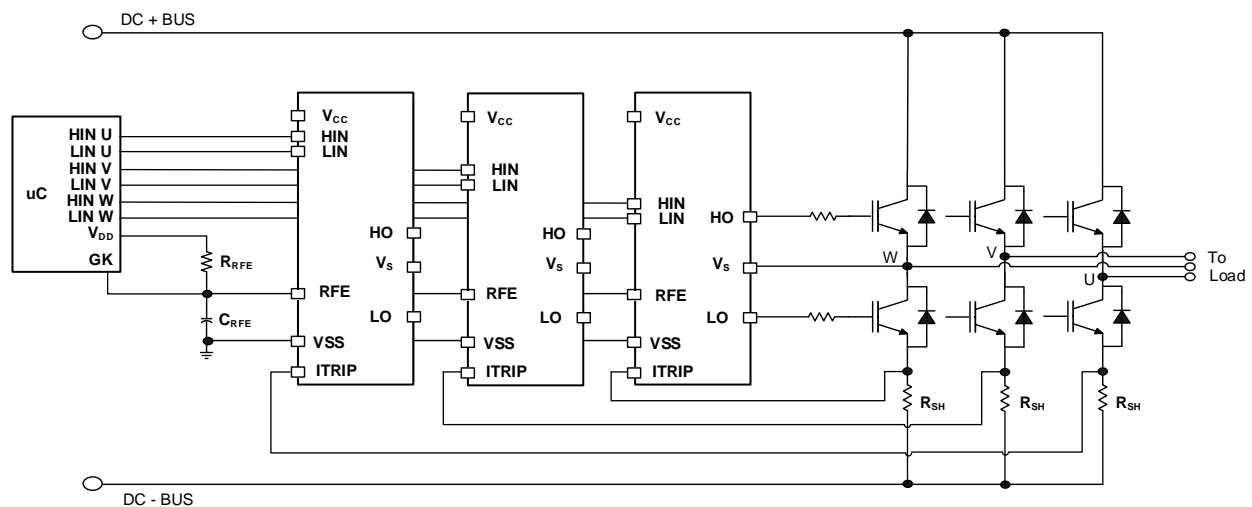 DC + BUS
uC
HIN U
LIN U
HIN V
LIN V
HIN W
LIN W
VDD
GK
RRFE
CRFE
VCC
HIN
LIN
HO
VS
RFE
LO
VSS
ITRIP
VCC
HIN
LIN
HO
VS
RFE
LO
VSS
ITRIP
VCC
HIN
LIN
HO
VS
RFE
LO
VSS
ITRIP
W
V
U
To
Load
RSH
RSH
RSH
DC - BUS